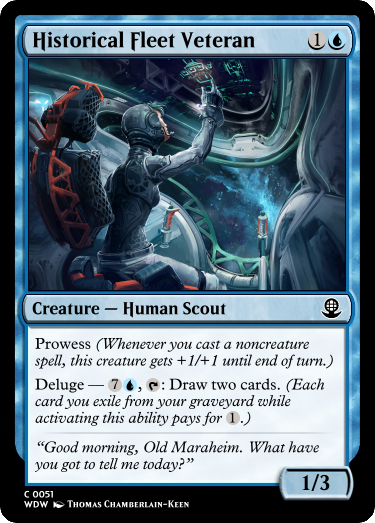 Historical Fleet Veteran 1
Creature — Human Scout
Prowess (Whenever you cast a noncreature
spell, this creature gets +1/+1 until end of turn.)
Deluge — 7 , : Draw two cards. (Each
card you exile from your graveyard while
activating this ability pays for 1 .)
“Good morning, Old Maraheim. What have
you got to tell me today?”
1/3
C 0051
WDW Thomas Chamberlain-Keen